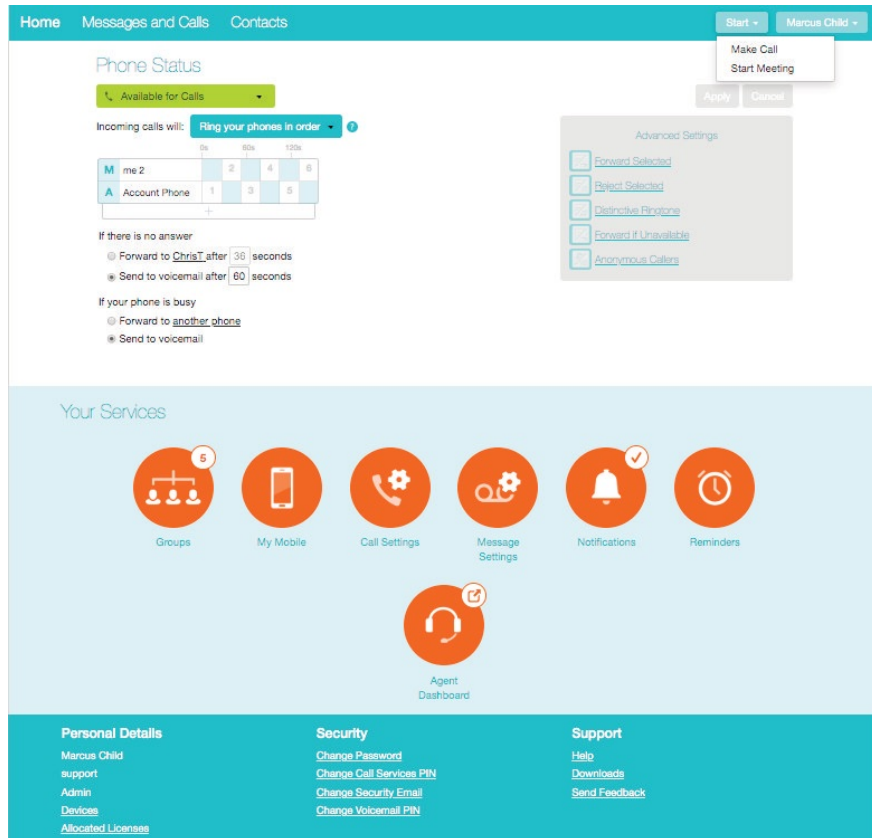 Home Messages and Calls Contacts Start Marcus Child
Make Call
Start Meeting
Phone Status
Available for Calls
Apply Cancel
Incoming calls will: Ring your phones in order ?
0s 60s 120s
M me 2 2 4 6
A Account Phone 1 3 5
+
If there is no answer
Forward to ChrisT after 36 seconds
Send to voicemail after 60 seconds
If your phone is busy
Forward to another phone
Send to voicemail
Advanced Settings
Forward Selected
Reject Selected
Distinctive Ringtone
Forward if Unavailable
Anonymous Callers
Your Services
5
Groups
My Mobile
Call Settings
Message
Settings
Notifications
Reminders
Agent
Dashboard
Personal Details
Marcus Child
support
Admin
Devices
Allocated Licenses
Security
Change Password
Change Call Services PIN
Change Security Email
Change Voicemail PIN
Support
Help
Downloads
Send Feedback